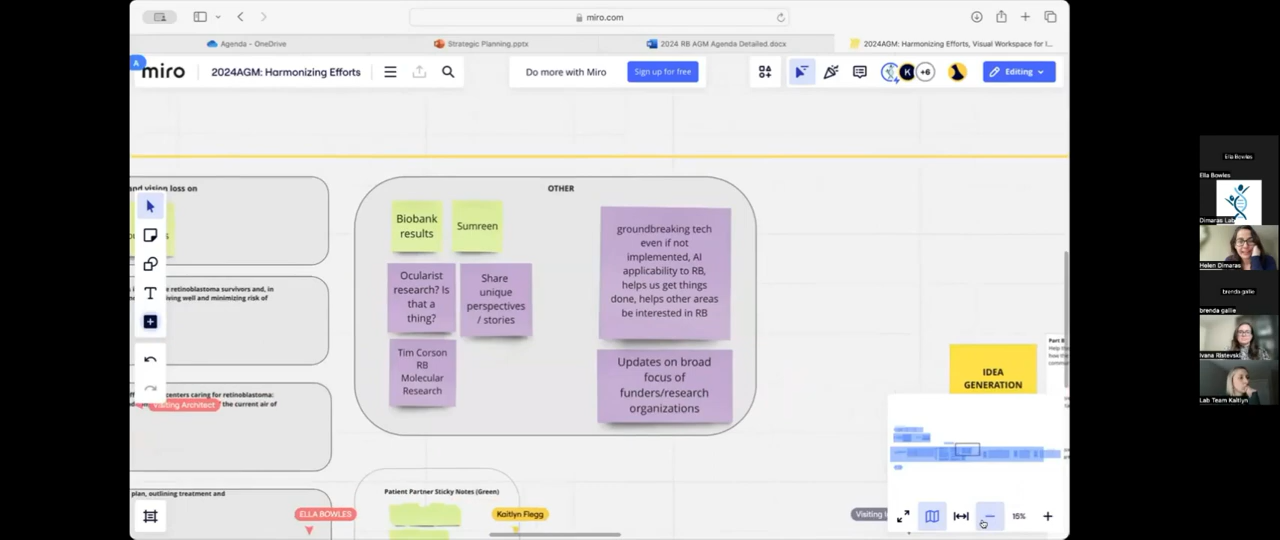 miro.com
Agenda - OneDrive
Strategic Planning.pptx
2024 RB AGM Agenda Detailed.docx
2024AGM: Harmonizing Efforts, Visual Workspace for I...
A
miro
2024AGM: Harmonizing Efforts
Do more with Miro
Sign up for free
K
+6
Editing
and vision loss on
OTHER
Biobank
results
Sumreen
Ocularist
research? Is
that a
thing?
Share
unique
perspectives
/ stories
Tim Corson
RB
Molecular
Research
groundbreaking tech
even if not
implemented, AI
applicability to RB,
helps us get things
done, helps other areas
be interested in RB
Updates on broad
focus of
funders/research
organizations
e retinoblastoma survivors and, in
iving well and minimizing risk of
centers caring for retinoblastoma:
the current air of
Visiting Architect
plan, outlining treatment and
IDEA
GENERATION
Part B
Patient Partner Sticky Notes (Green)
ELLA BOWLES
Kaitlyn Flegg
15%
Ella Bowles
Ella Bowles
Dimaras Lab
Helen Dimaras
brenda gallie
brenda gallie
Ivana Ristevski
Lab Team Kaitlyn